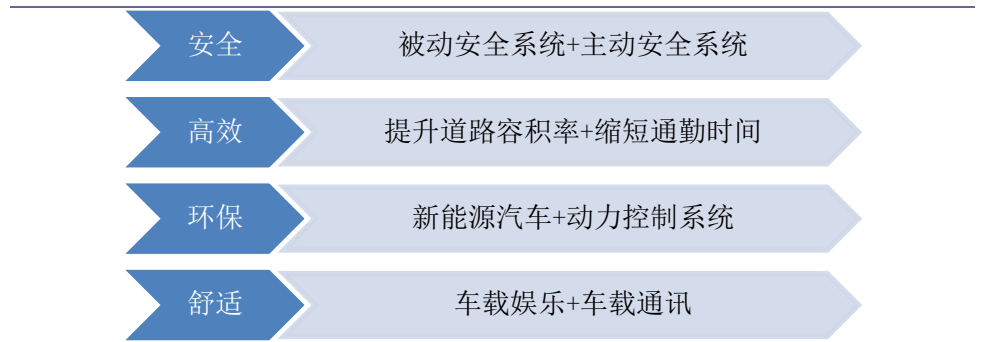 安全 被动安全系统+主动安全系统
高效 提升道路容积率+缩短通勤时间
环保 新能源汽车+动力控制系统
舒适 车载娱乐+车载通讯